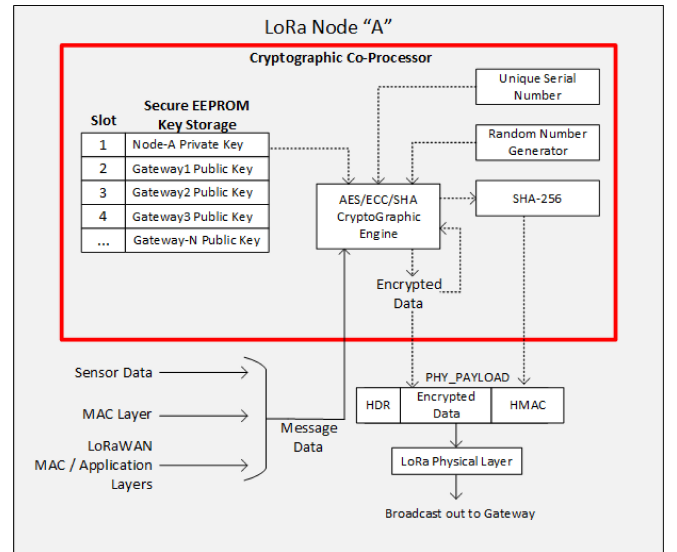 LoRa Node “A”
Cryptographic Co-Processor
Unique Serial
Number
Secure EEPROM
Slot Key Storage
1 Node-A Private Key
2 Gateway1 Public Key
3 Gateway2 Public Key
4 Gateway3 Public Key
... Gateway-N Public Key
Random Number
Generator
AES/ECC/SHA
CryptoGraphic
Engine
SHA-256
Encrypted
Data
Sensor Data
MAC Layer
LoRaWAN
MAC / Application
Layers
Message
Data
PHY_PAYLOAD
HDR
Encrypted
Data
HMAC
LoRa Physical Layer
Broadcast out to Gateway